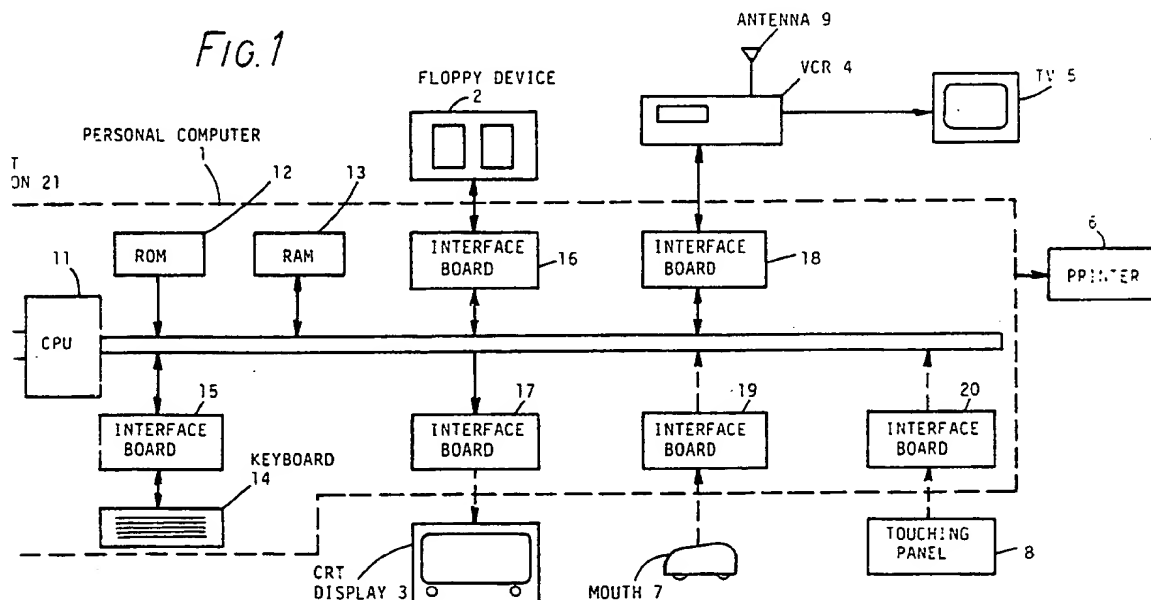 FIG.1
ANTENNA 9
VCR 4
TV 5
FLOPPY DEVICE
2
PERSONAL COMPUTER
1
T
ON 21
12
13
ROM
RAM
INTERFACE
BOARD
16
INTERFACE
BOARD
18
6
PRINTER
11
CPU
15
INTERFACE
BOARD
17
INTERFACE
BOARD
19
INTERFACE
BOARD
20
INTERFACE
BOARD
KEYBOARD
14
CRT
DISPLAY 3
MOUTH 7
TOUCHING
PANEL
8